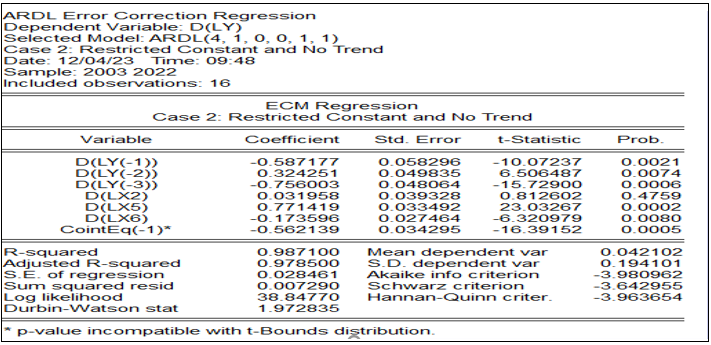 ARDL Error Correction Regression
Dependent Variable: D(LY)
Selected Model: ARDL(4, 1, 0, 0, 1, 1)
Case 2: Restricted Constant and No Trend
Date: 12/04/23 Time: 09:48
Sample: 2003 2022
Included observations: 16
ECM Regression
Case 2: Restricted Constant and No Trend
Variable Coefficient Std. Error t-Statistic Prob.
D(LY(-1)) -0.587177 0.058296 -10.07237 0.0021
D(LY(-2)) 0.324251 0.049835 6.506487 0.0074
D(LY(-3)) -0.756003 0.048064 -15.72900 0.0006
D(LX2) 0.031958 0.039328 0.812602 0.4759
D(LX5) 0.771419 0.033492 23.03267 0.0002
D(LX6) -0.173596 0.027464 -6.320979 0.0080
CointEq(-1)* -0.562139 0.034295 -16.39152 0.0005
R-squared 0.987100 Mean dependent var 0.042102
Adjusted R-squared 0.978500 S.D. dependent var 0.194101
S.E. of regression 0.028461 Akaike info criterion -3.980962
Sum squared resid 0.007290 Schwarz criterion -3.642955
Log likelihood 38.84770 Hannan-Quinn criter. -3.963654
Durbin-Watson stat 1.972835
* p-value incompatible with t-Bounds distribution.